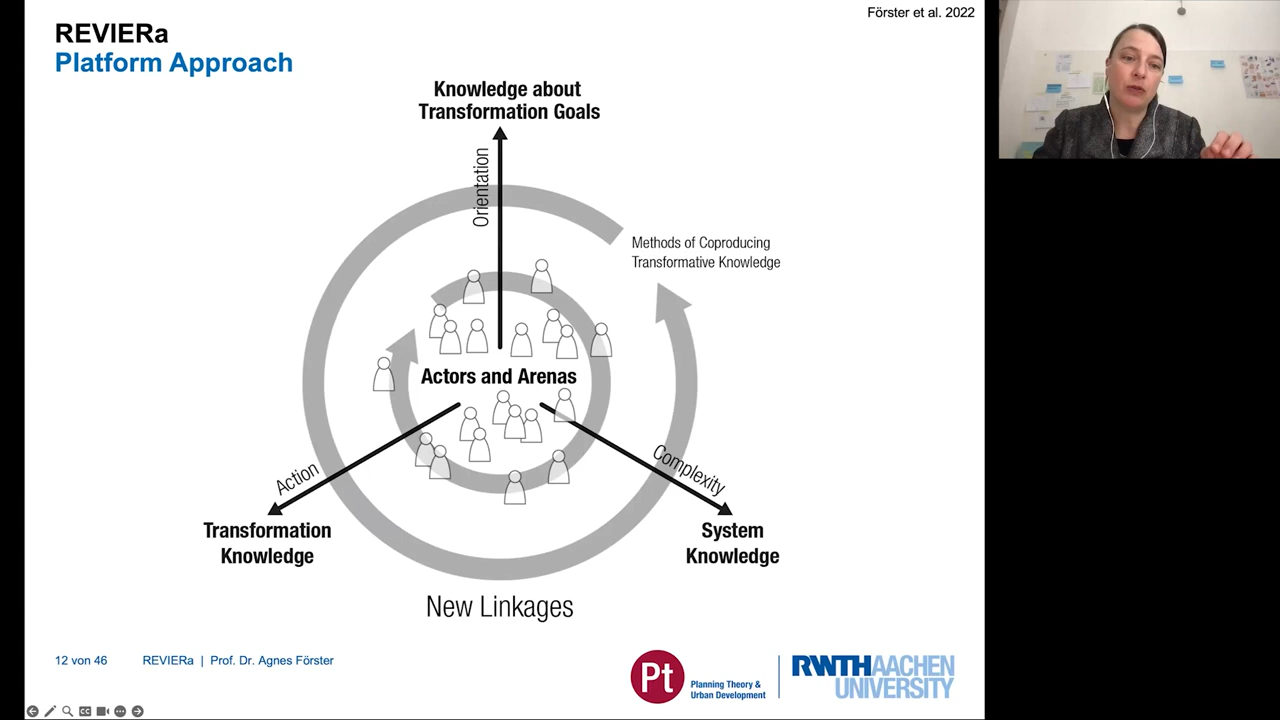 Förster et al. 2022
REVIERa
Platform Approach
Knowledge about
Transformation Goals
Orientation
Methods of Coproducing
Transformative Knowledge
Actors and Arenas
Action
Complexity
Transformation
Knowledge
System
Knowledge
New Linkages
12 von 46
REVIERa | Prof. Dr. Agnes Förster
Pt
Planning Theory &
Urban Development
RWTHAACHEN
UNIVERSITY